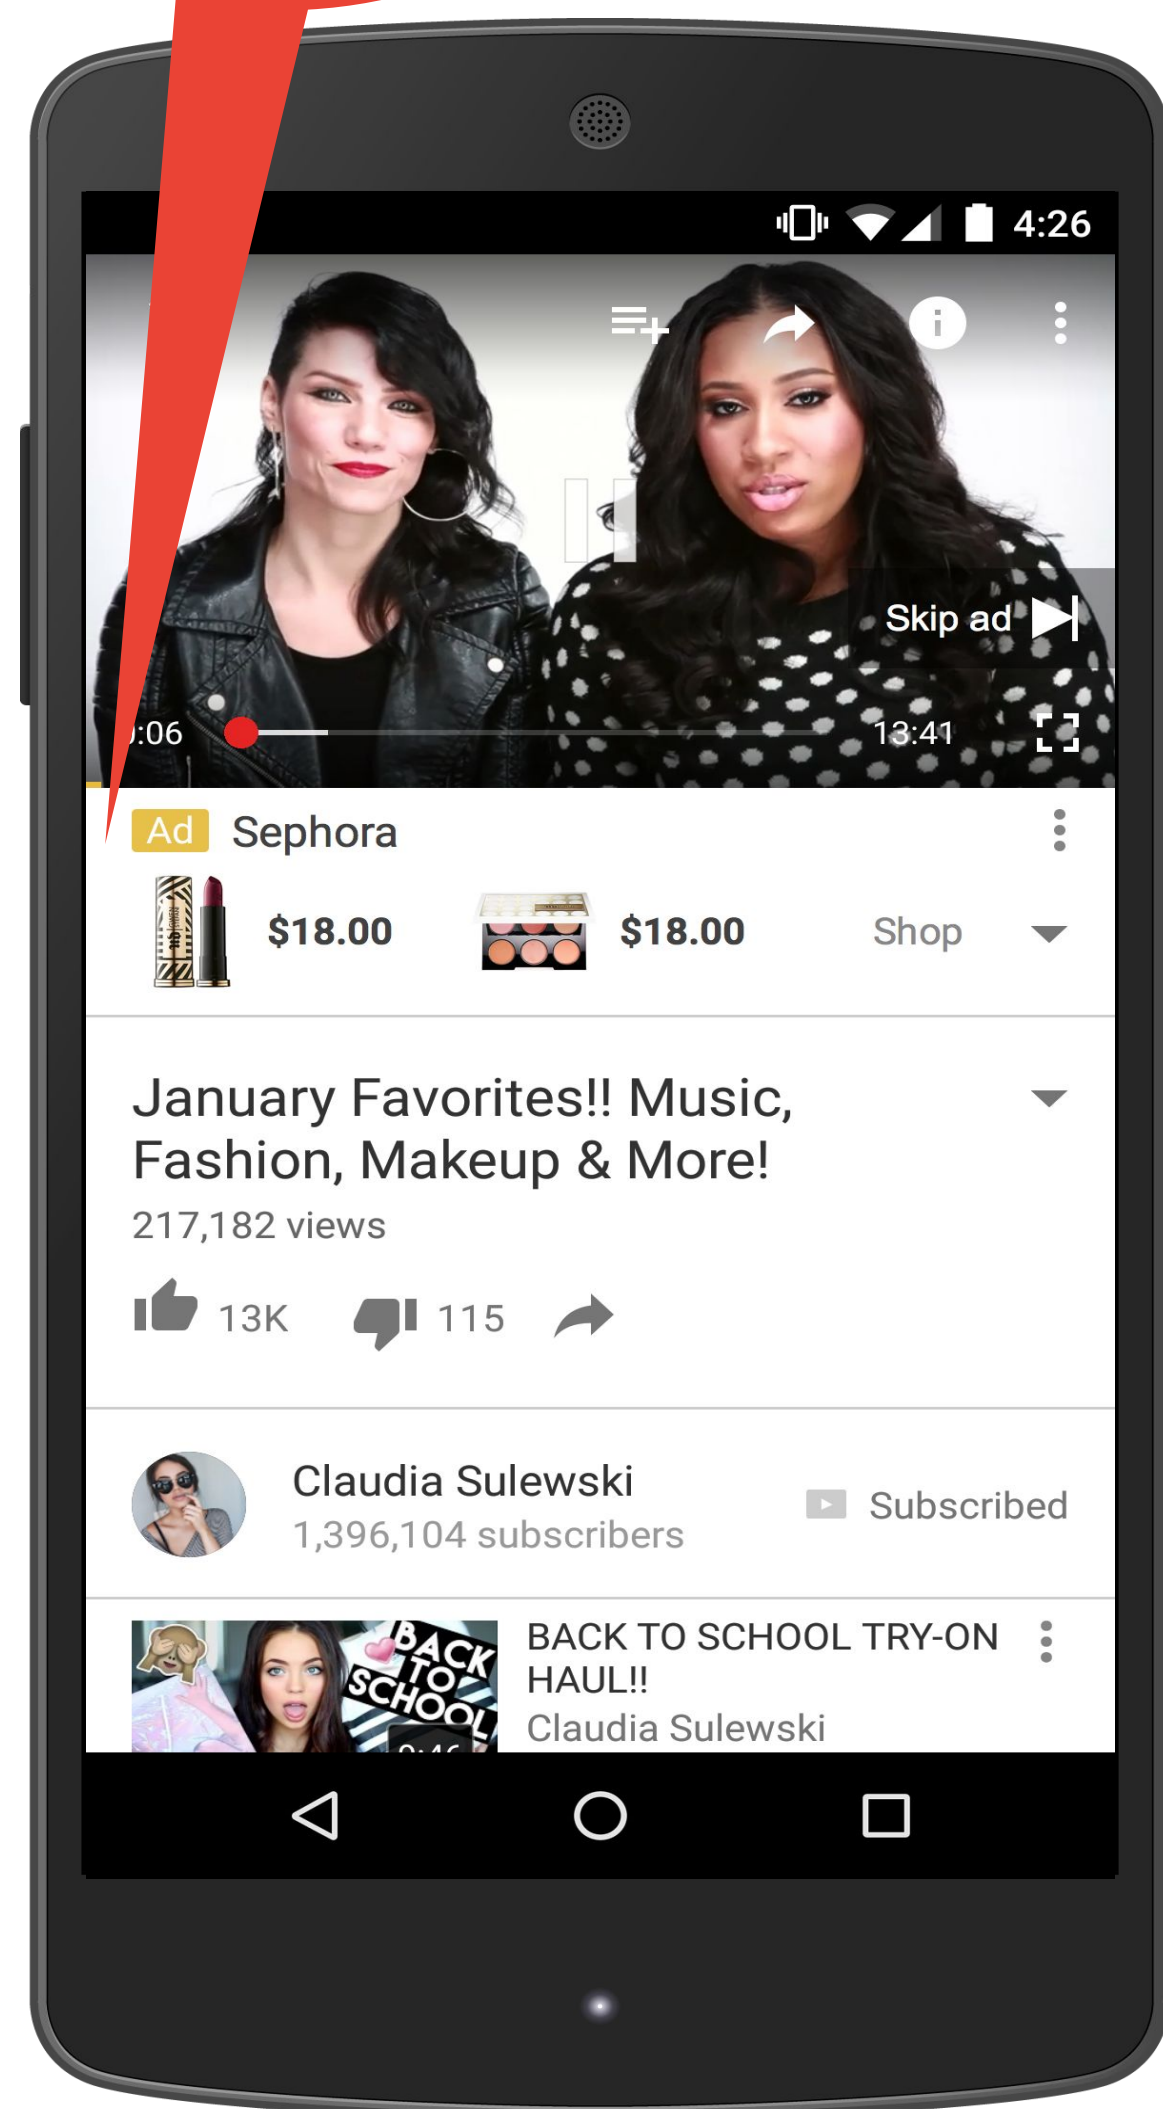 4:26
Skip ad
:06
13:41
Ad Sephora
$18.00 $18.00 Shop
January Favorites!! Music,
Fashion, Makeup & More!
217,182 views
13K 115
Claudia Sulewski
1,396,104 subscribers
Subscribed
BACK TO SCHOOL TRY-ON
HAUL!!
Claudia Sulewski
BACK
TO
SCHOOL